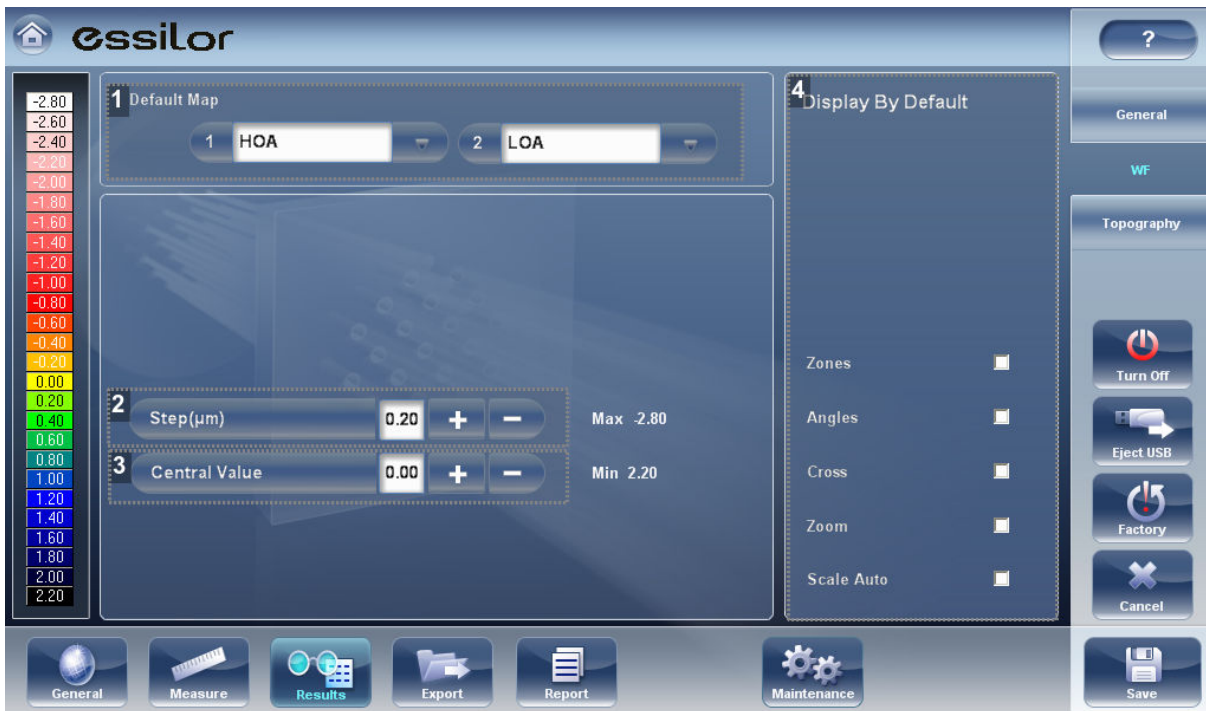 essilor
?
-2.80
-2.60
-2.40
-2.20
-2.00
-1.80
-1.60
-1.40
-1.20
-1.00
-0.80
-0.60
-0.40
-0.20
0.00
0.20
0.40
0.60
0.80
1.00
1.20
1.40
1.60
1.80
2.00
2.20
1 Default Map
1 HOA 2 LOA
2 Step(µm) 0.20 + − Max -2.80
3 Central Value 0.00 + − Min 2.20
4 Display By Default
Zones
Angles
Cross
Zoom
Scale Auto
General
WF
Topography
Turn Off
Eject USB
Factory
Cancel
General Measure Results Export Report Maintenance Save